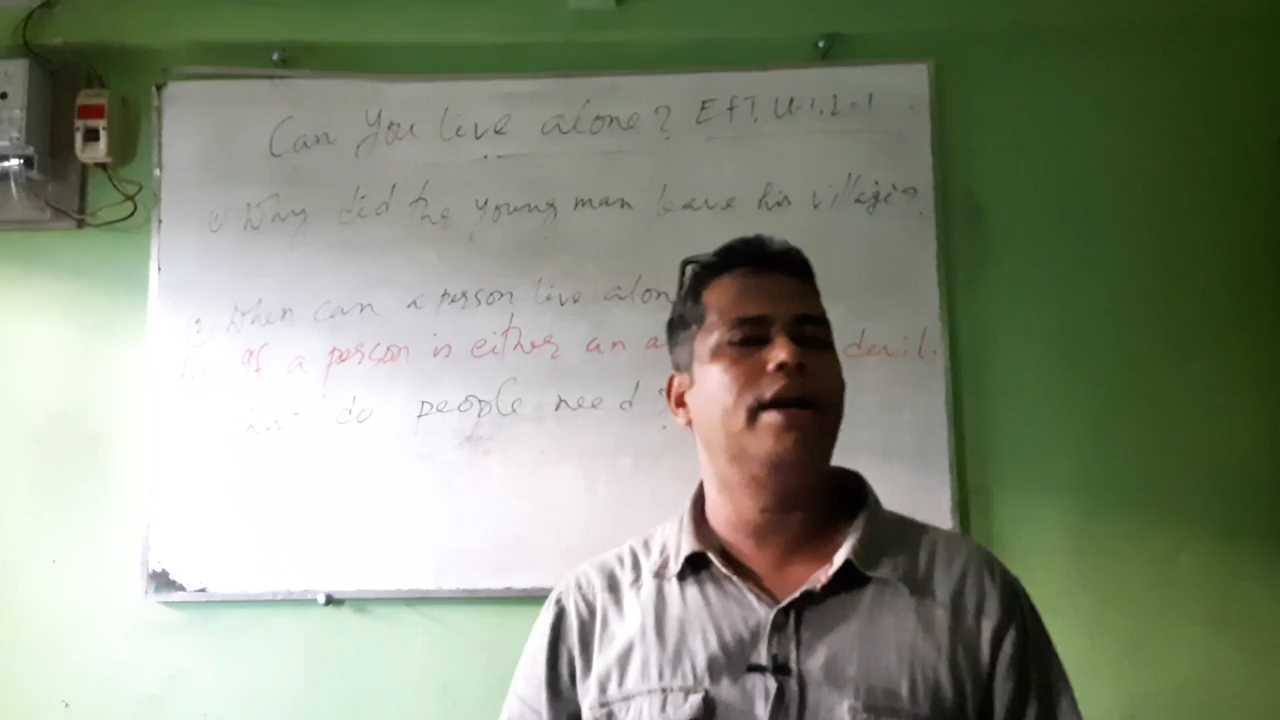 Can You live alone? EfT. U-1.L-1
Why did the young man leave his village?
When can a person live alon
If a person is either an a devil.
do people need ?